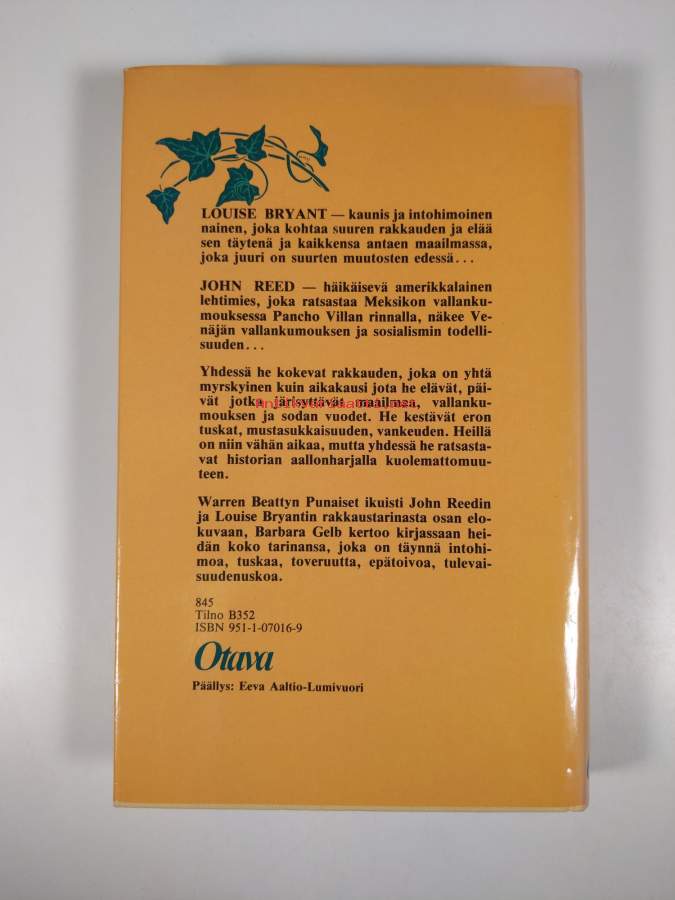 LOUISE BRYANT — kaunis ja intohimoinen
nainen, joka kohtaa suuren rakkauden ja elää
sen täytenä ja kaikkensa antaen maailmassa,
joka juuri on suurten muutosten edessä...
JOHN REED — häikäisevä amerikkalainen
lehtimies, joka ratsastaa Meksikon vallanku-
mouksessa Pancho Villan rinnalla, näkee Ve-
näjän vallankumouksen ja sosialismin todelli-
suuden...
Yhdessä he kokevat rakkauden, joka on yhtä
myrskyinen kuin aikakausi jota he elävät, päi-
vät jotka järkyttävät maailmaa, vallanku-
mouksen ja sodan vuodet. He kestävät eron
tuskat, mustasukkaisuuden, vankeuden. Heillä
on niin vähän aikaa, mutta yhdessä he ratsasta-
vat historian aallonharjalla kuolemattomuu-
teen.
Warren Beattyn Punaiset ikuisti John Reedin
ja Louise Bryantin rakkaustarinasta osan elo-
kuvaan, Barbara Gelb kertoo kirjassaan hei-
dän koko tarinansa, joka on täynnä intohi-
moa, tuskaa, toveruutta, epätoivoa, tulevai-
suudenuskoa.
845
Tilno B352
ISBN 951-1-07016-9
Otava
Päällys: Eeva Aaltio-Lumivuori